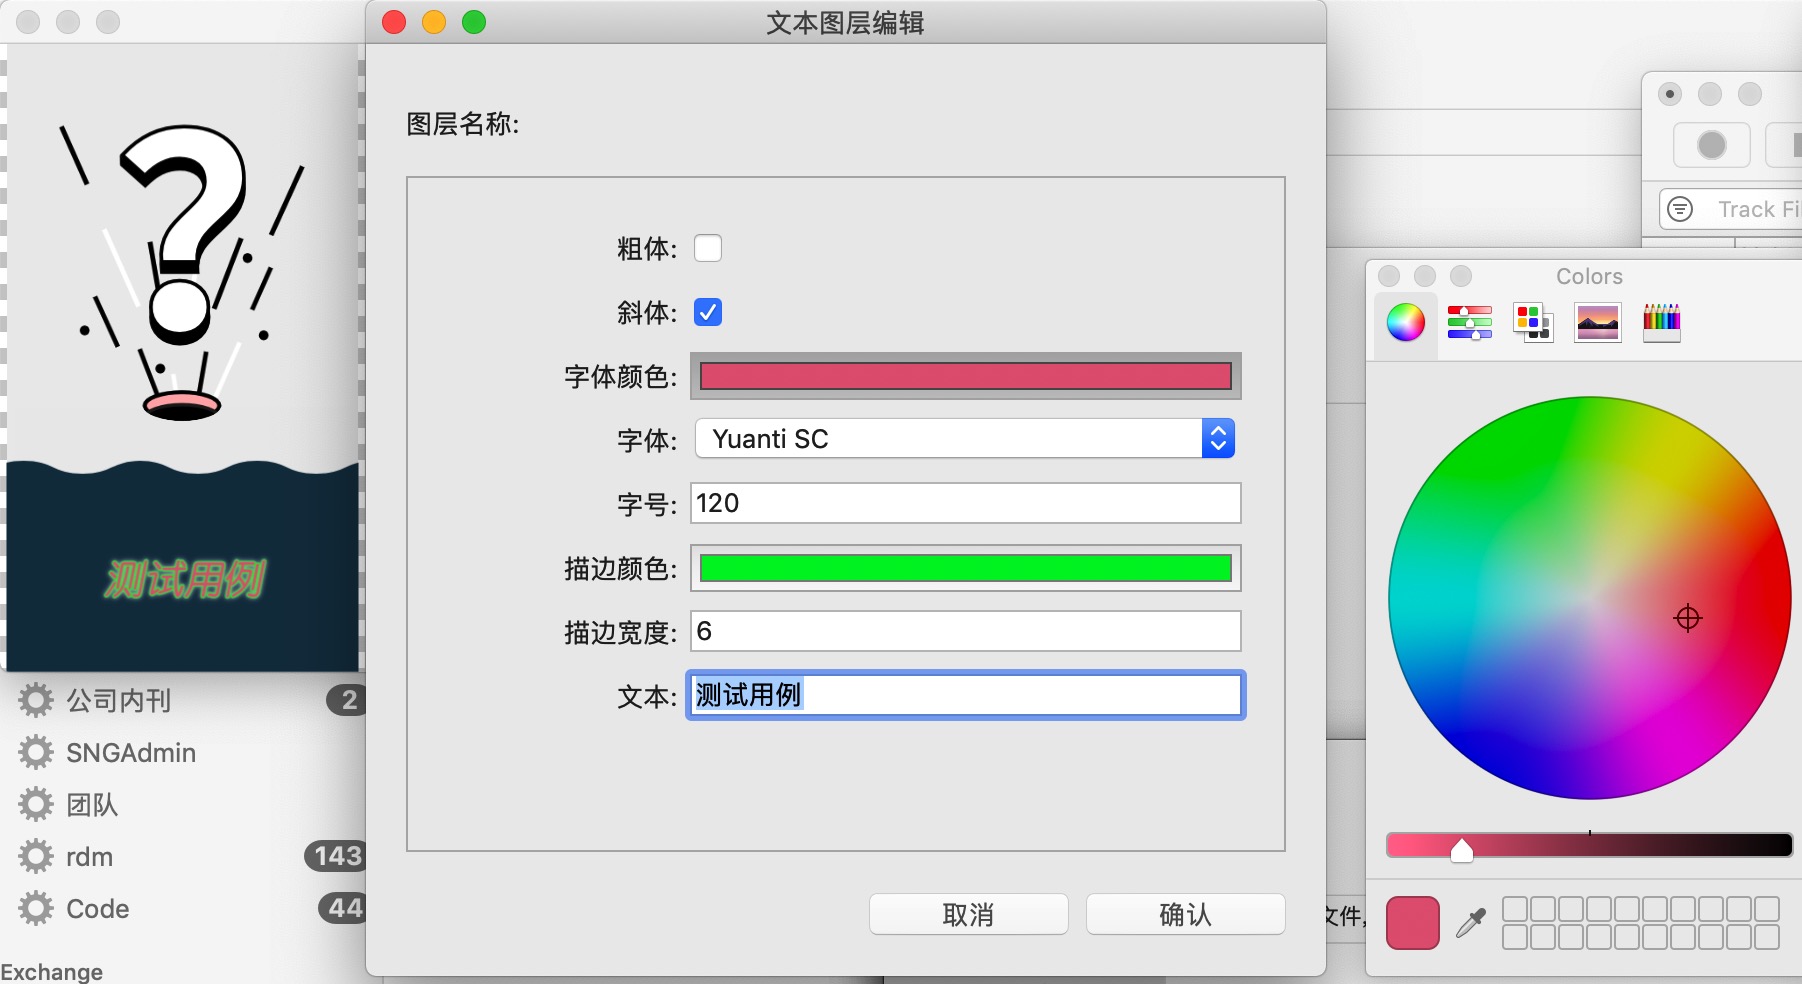 文本图层编辑
图层名称:
粗体:
斜体:
字体颜色:
字体: Yuanti SC
字号: 120
描边颜色:
描边宽度: 6
文本: 测试用例
取消 确认
测试用例
公司内刊 2
SNGAdmin
团队
rdm 143
Code 44
Exchange
Track Fi
Colors
文件,